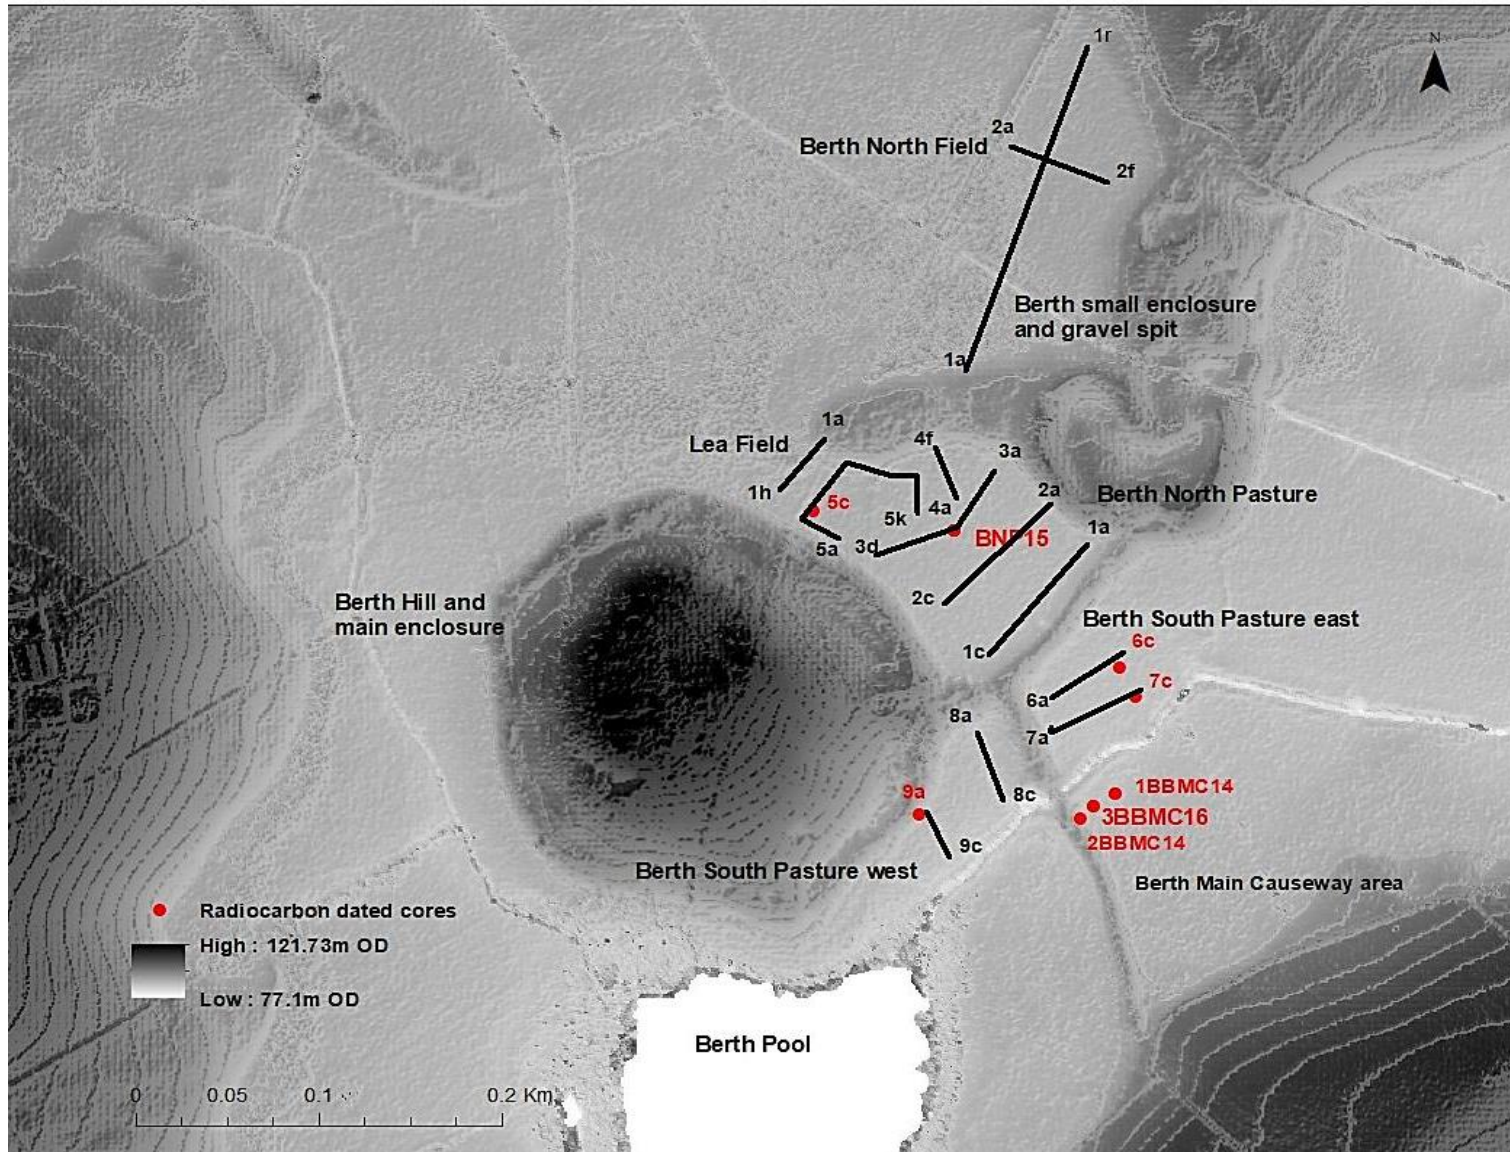 1r
N
2a
Berth North Field
2f
Berth small enclosure
and gravel spit
1a
1a
Lea Field
4f
3a
1h
5c
2a
Berth North Pasture
4a
5k
1a
BNP15
5a
3d
2c
Berth Hill and
main enclosure
Berth South Pasture east
6c
1c
7c
6a
8a
7a
9a
8c
1BBMC14
3BBMC16
2BBMC14
9c
Berth South Pasture west
Berth Main Causeway area
Radiocarbon dated cores
High : 121.73m OD
Low : 77.1m OD
Berth Pool
0 0.05 0.1 0.2 Km